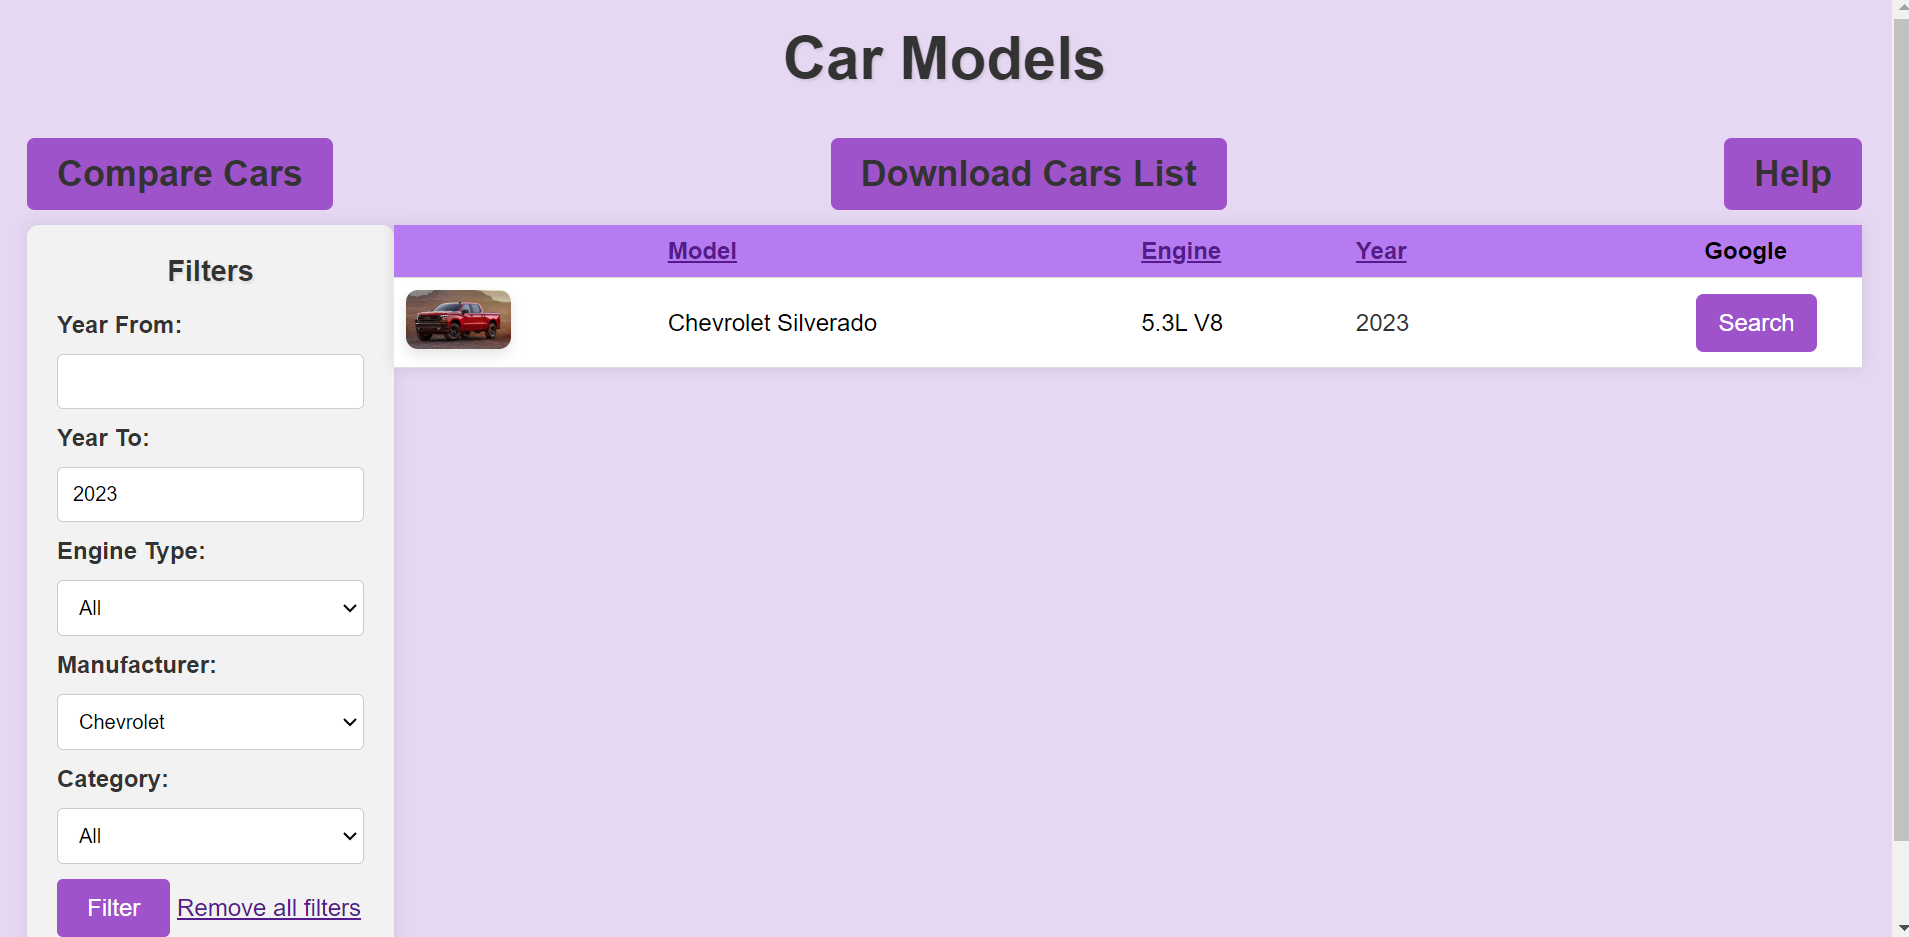 Car Models
Compare Cars
Download Cars List
Help
Filters
Year From:
Year To:
2023
Engine Type:
All
Manufacturer:
Chevrolet
Category:
All
Filter Remove all filters
Model Engine Year Google
Chevrolet Silverado 5.3L V8 2023 Search